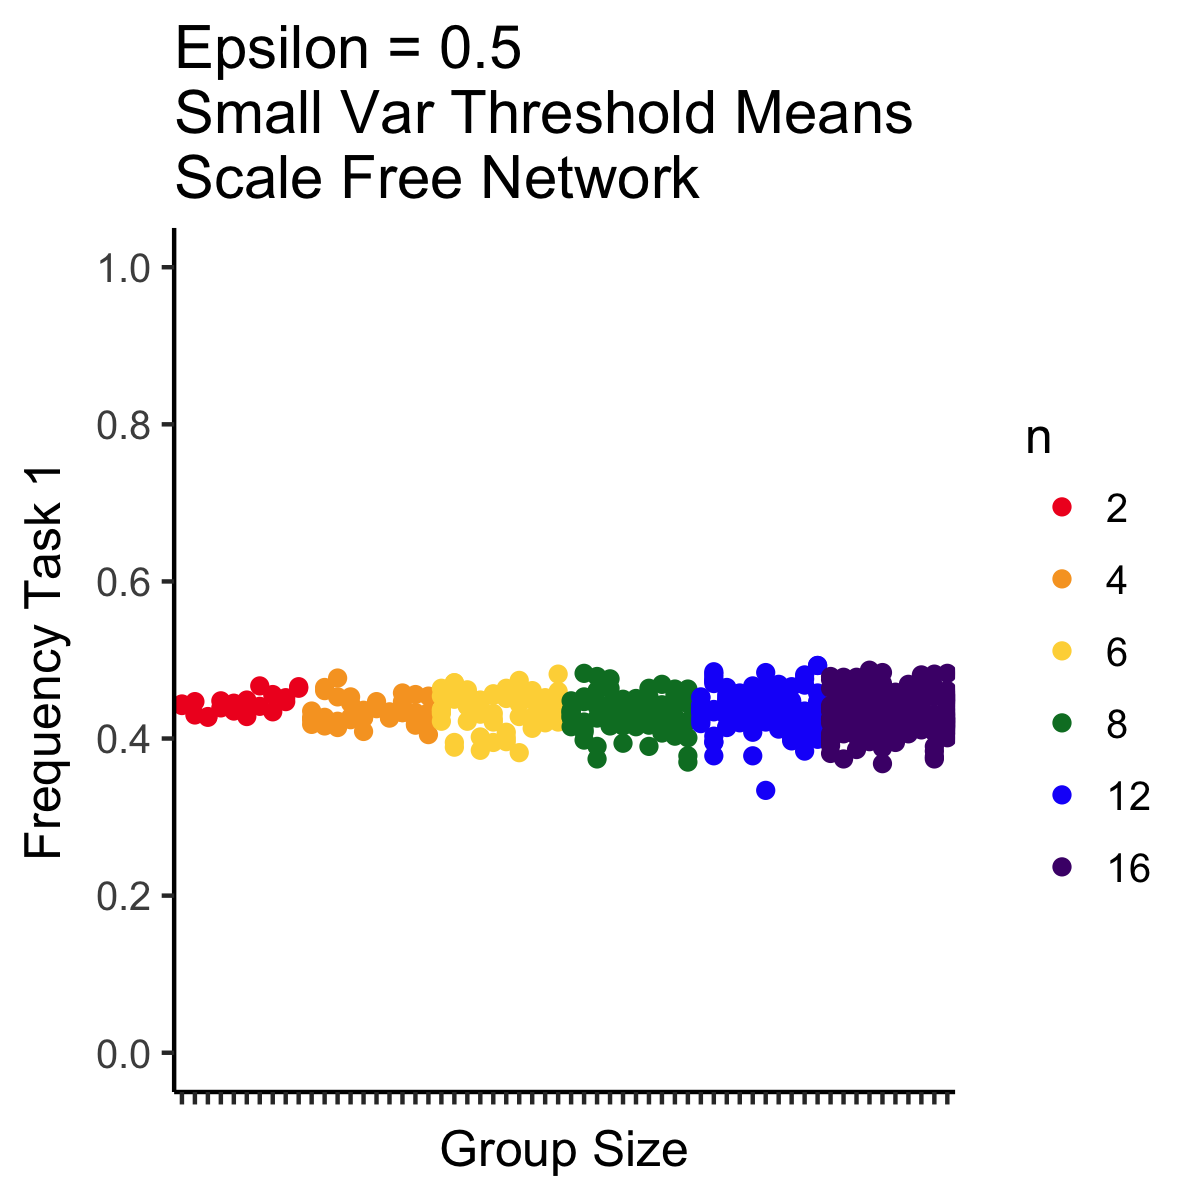 Epsilon = 0.5
Small Var Threshold Means
Scale Free Network
1.0
0.8
0.6
0.4
0.2
0.0
Frequency Task 1
Group Size
n
2
4
6
8
12
16